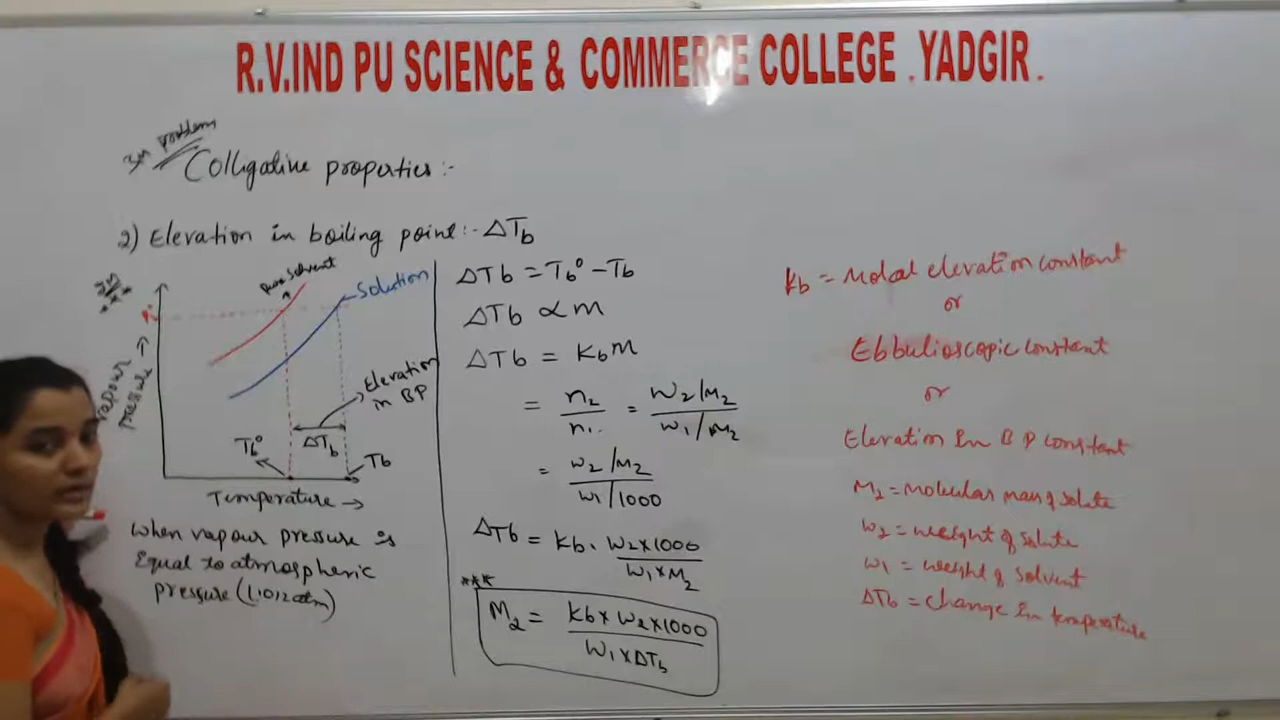 R.V.IND PU SCIENCE & COMMERCE COLLEGE . YADGIR .
3m problem
Colligative properties:-
2) Elevation in boiling point:- ΔTb
pure solvent
Solution
vapour pressure →
Elevation in BP
ΔTb
Tb°
Tb
Temperature →
When vapour pressure is
Equal to atmospheric
pressure (1.012 atm)
ΔTb = Tb° - Tb
ΔTb ∝ m
ΔTb = Kb m
= n2/n1 = w2/M2 / w1/M2
= w2/M2 / w1/1000
ΔTb = Kb . w2 x 1000 / w1 x M2
***
M2 = Kb x w2 x 1000 / w1 x ΔTb
Kb = Molal elevation constant
or
Ebbulioscopic constant
or
Elevation In B P constant
M2 = Molecular mass of solute
w2 = weight of solute
w1 = weight of solvent
ΔTb = change In temperature